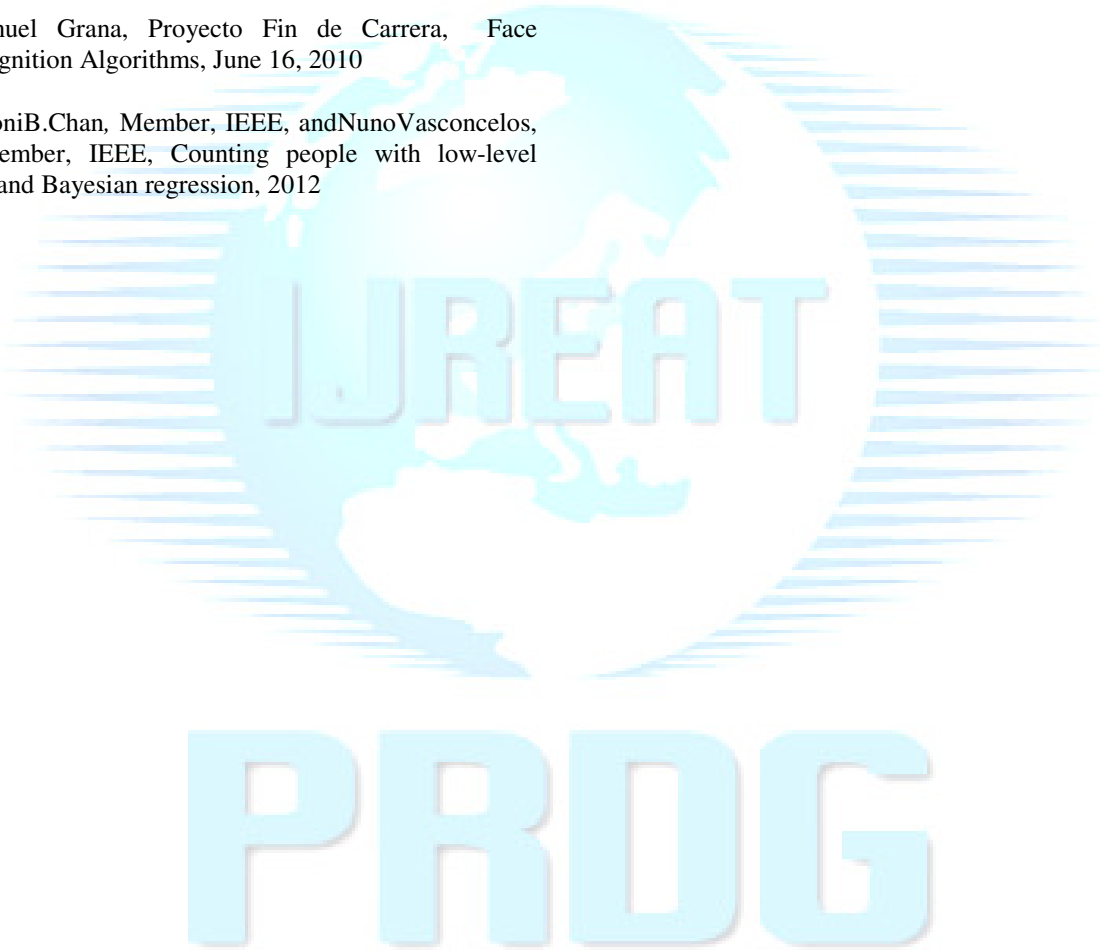 nuel Grana, Proyecto Fin de Carrera, Face
gnition Algorithms, June 16, 2010
oniB.Chan, Member, IEEE, andNunoVasconcelos,
ember, IEEE, Counting people with low-level
and Bayesian regression, 2012
IJREAT
PRDG